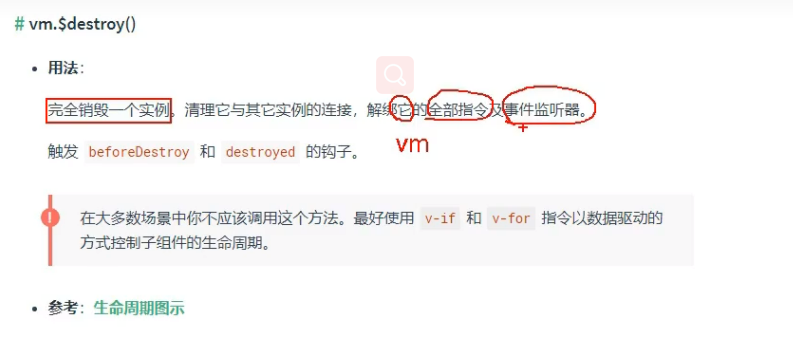 # vm.$destroy()
用法：
完全销毁一个实例。清理它与其它实例的连接，解绑它的全部指令及事件监听器。
vm
触发 beforeDestroy 和 destroyed 的钩子。
在大多数场景中你不应该调用这个方法。最好使用 v-if 和 v-for 指令以数据驱动的
方式控制子组件的生命周期。
参考：生命周期图示